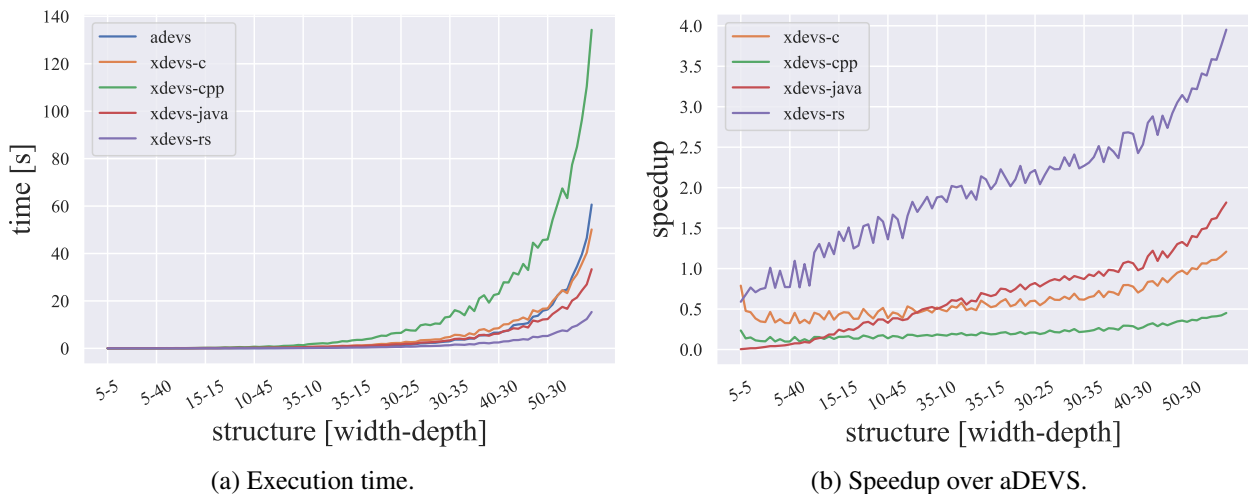 140
120
100
80
60
40
20
0
time [s]
adevs
xdevs-c
xdevs-cpp
xdevs-java
xdevs-rs
5-5
5-40
15-15
10-45
35-10
35-15
30-25
30-35
40-30
50-30
structure [width-depth]
(a) Execution time.
4.0
3.5
3.0
2.5
2.0
1.5
1.0
0.5
0.0
speedup
xdevs-c
xdevs-cpp
xdevs-java
xdevs-rs
5-5
5-40
15-15
10-45
35-10
35-15
30-25
30-35
40-30
50-30
structure [width-depth]
(b) Speedup over aDEVS.